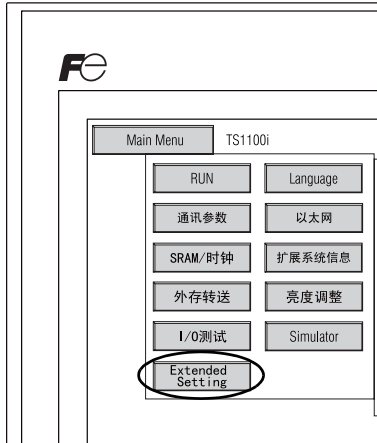 Fe
Main Menu TS1100i
RUN Language
通讯参数 以太网
SRAM/时钟 扩展系统信息
外存转送 亮度调整
I/O测试 Simulator
Extended
Setting